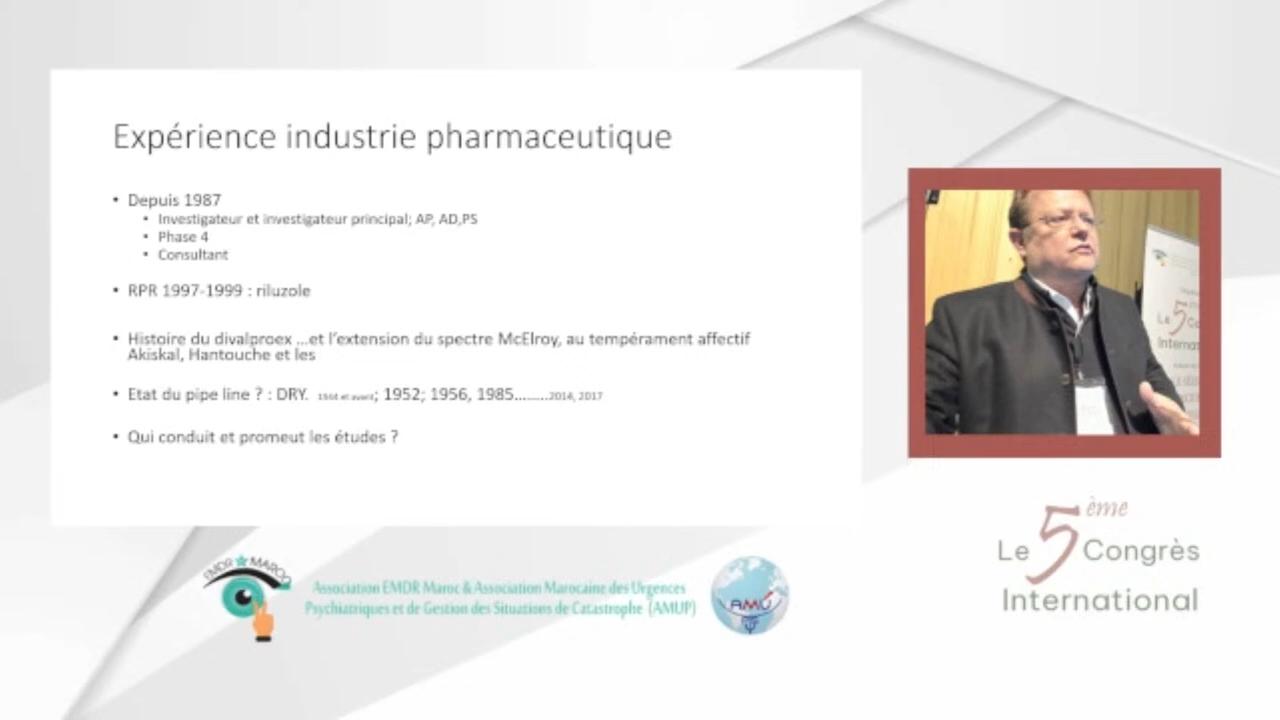 Expérience industrie pharmaceutique
• Depuis 1987
• Investigateur et investigateur principal; AP, AD,PS
• Phase 4
• Consultant
• RPR 1997-1999 : riluzole
• Histoire du divalproex ...et l'extension du spectre McElroy, au tempérament affectif
Akiskal, Hantouche et les
• Etat du pipe line ? : DRY. et avant; 1952; 1956, 1985........2014, 2017
• Qui conduit et promeut les études ?
Le 5
Internat
EMDR MAROC
Association EMDR Maroc & Association Marocaine des Urgences
Psychiatriques et de Gestion des Situations de Catastrophe (AMUP)
AMU
Le 5ème Congrès
International